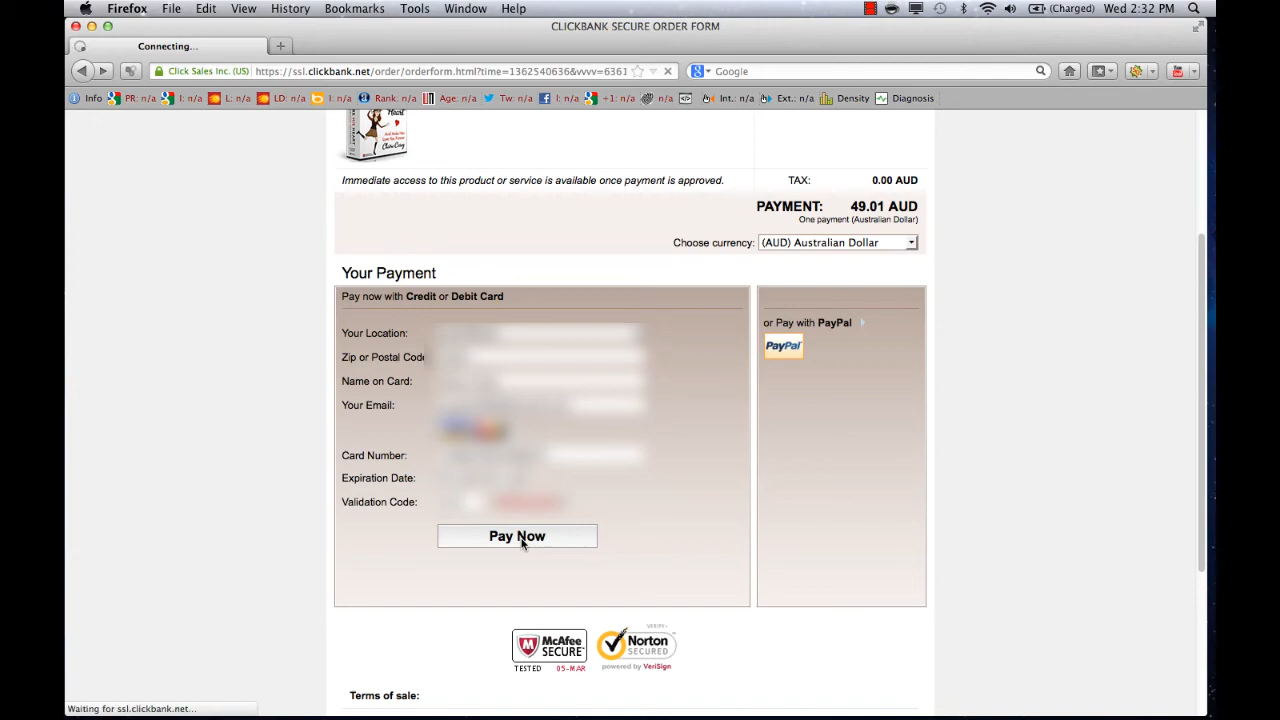 Firefox File Edit View History Bookmarks Tools Window Help (Charged) Wed 2:32 PM
CLICKBANK SECURE ORDER FORM
Connecting...
Click Sales Inc. (US) https://ssl.clickbank.net/order/orderform.html?time=1362540636&vvvv=6361 Google
Info PR: n/a I: n/a L: n/a LD: n/a I: n/a Rank: n/a Age: n/a Tw: n/a I: n/a +1: n/a n/a Int.: n/a Ext.: n/a Density Diagnosis
Heart
Immediate access to this product or service is available once payment is approved. TAX: 0.00 AUD
PAYMENT: 49.01 AUD
One payment (Australian Dollar)
Choose currency: (AUD) Australian Dollar
Your Payment
Pay now with Credit or Debit Card
or Pay with PayPal
PayPal
Your Location:
Zip or Postal Code
Name on Card:
Your Email:
Card Number:
Expiration Date:
Validation Code:
Pay Now
McAfee SECURE
TESTED 05-MAR
VERIFY
Norton SECURED
powered by VeriSign
Terms of sale:
Waiting for ssl.clickbank.net...